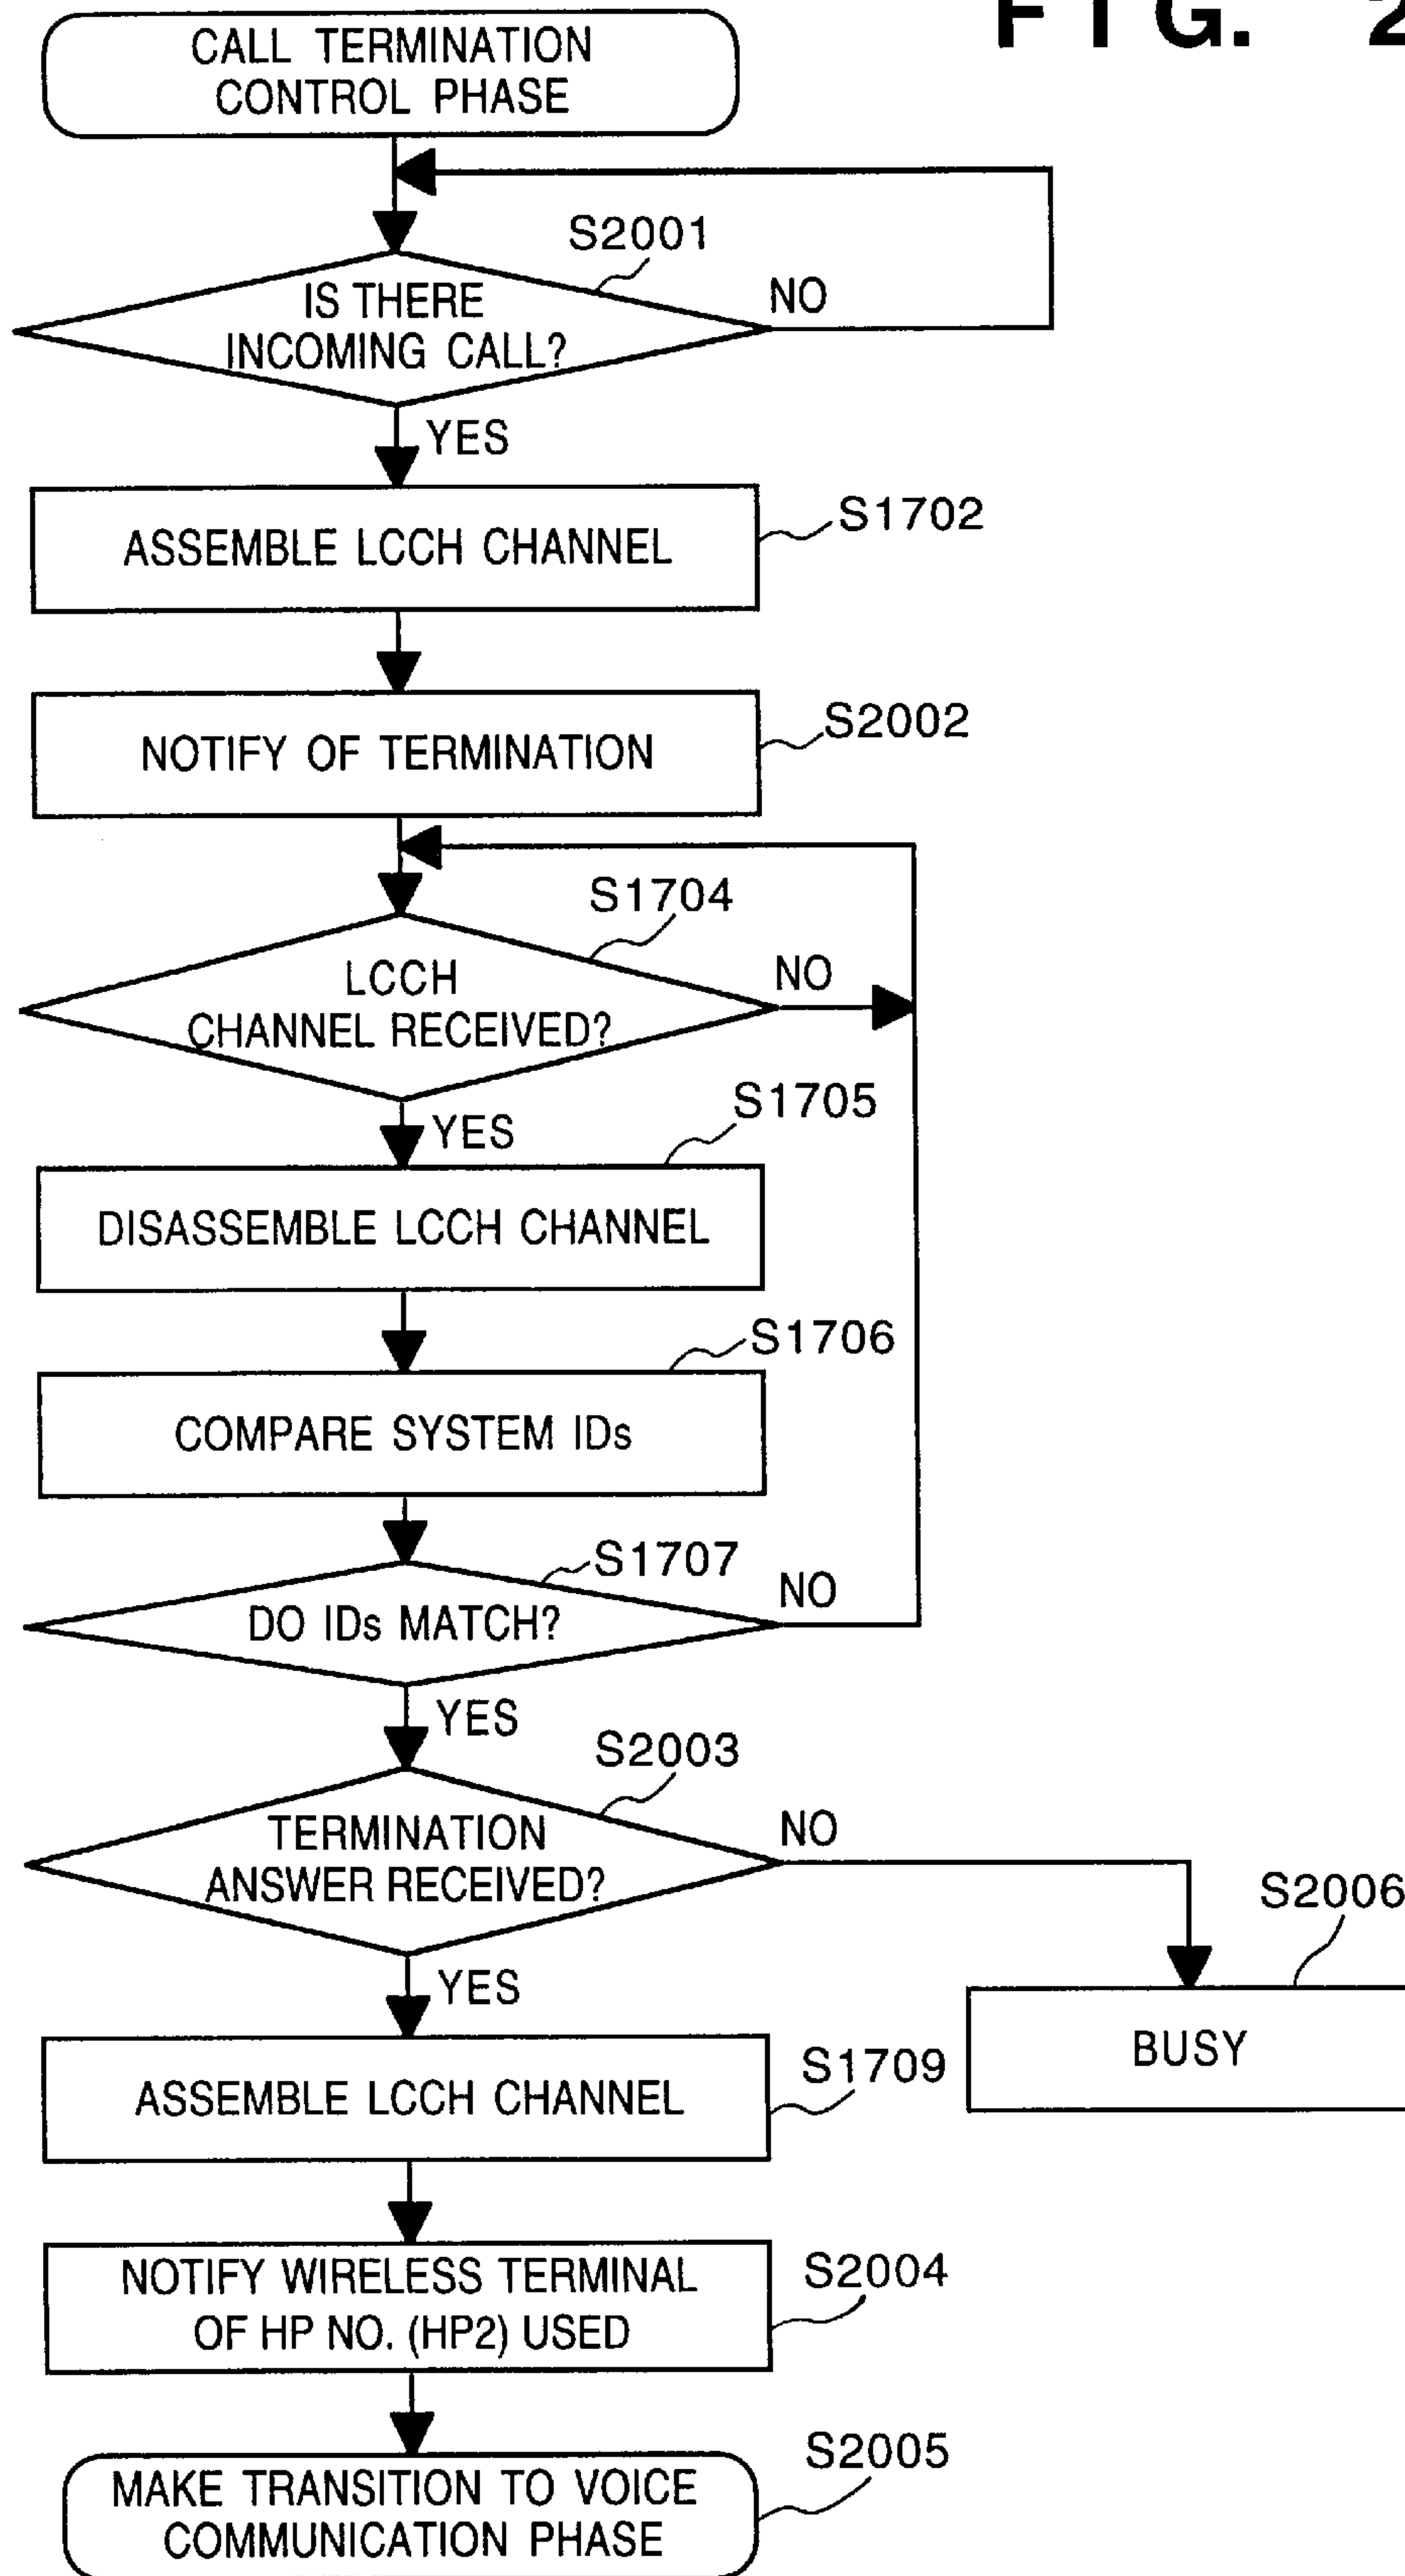 FIG. 2
CALL TERMINATION
CONTROL PHASE
S2001
IS THERE
INCOMING CALL?
NO
YES
S1702
ASSEMBLE LCCH CHANNEL
S2002
NOTIFY OF TERMINATION
S1704
LCCH
CHANNEL RECEIVED?
NO
YES
S1705
DISASSEMBLE LCCH CHANNEL
S1706
COMPARE SYSTEM IDs
S1707
DO IDs MATCH?
NO
YES
S2003
TERMINATION
ANSWER RECEIVED?
NO
S2006
BUSY
YES
S1709
ASSEMBLE LCCH CHANNEL
S2004
NOTIFY WIRELESS TERMINAL
OF HP NO. (HP2) USED
S2005
MAKE TRANSITION TO VOICE
COMMUNICATION PHASE